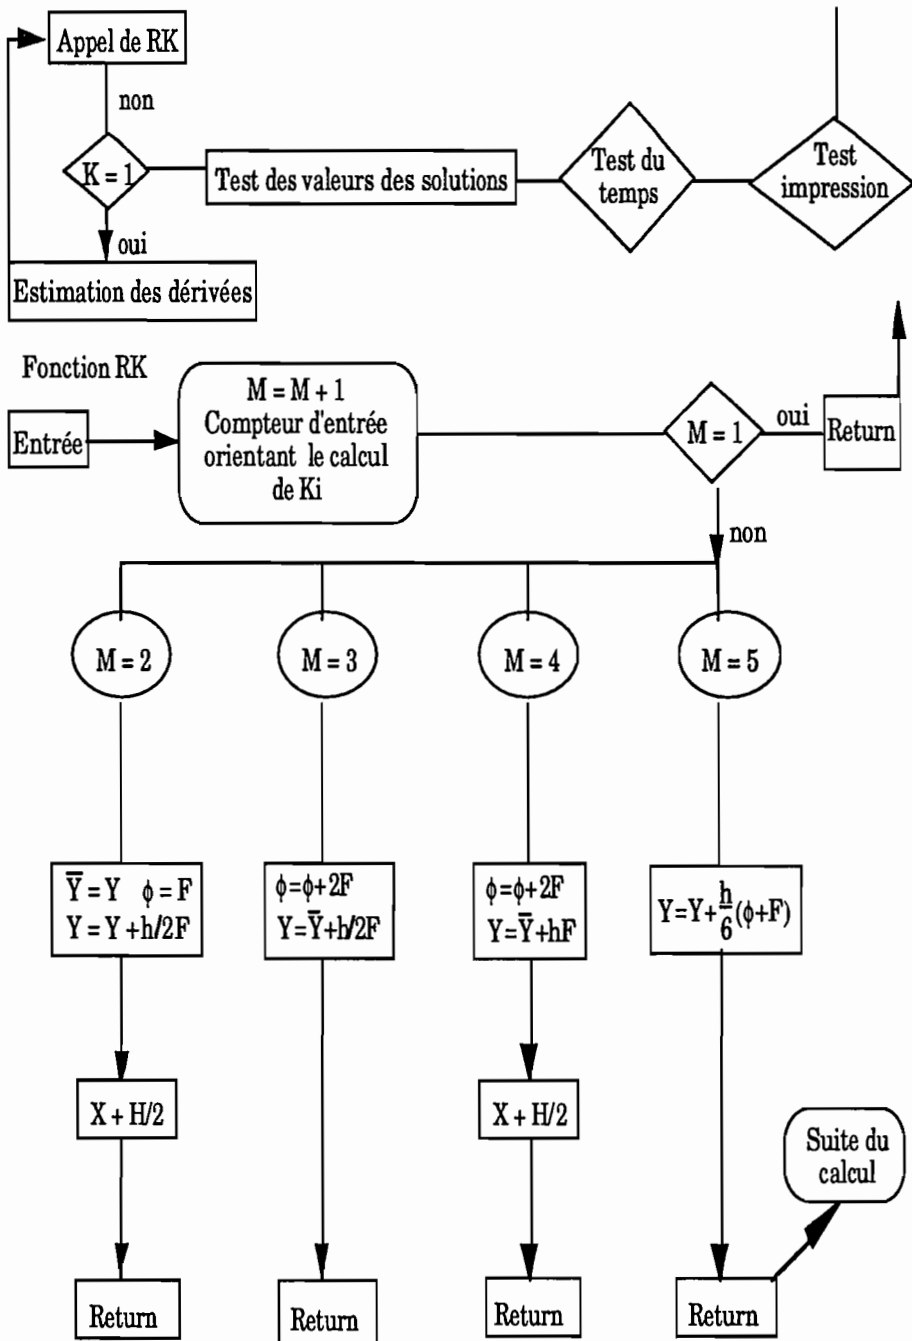 Appel de RK
non
K = 1
Test des valeurs des solutions
Test du
temps
Test
impression
oui
Estimation des dérivées
Fonction RK
Entrée
M = M + 1
Compteur d'entrée
orientant le calcul
de Ki
M = 1
oui
Return
non
M = 2
M = 3
M = 4
M = 5
Y̅ = Y ϕ = F
Y = Y +h/2F
ϕ=ϕ+2F
Y=Y̅+h/2F
ϕ=ϕ+2F
Y=Y̅+hF
Y=Y+h/6(ϕ+F)
X + H/2
X + H/2
Suite du
calcul
Return
Return
Return
Return